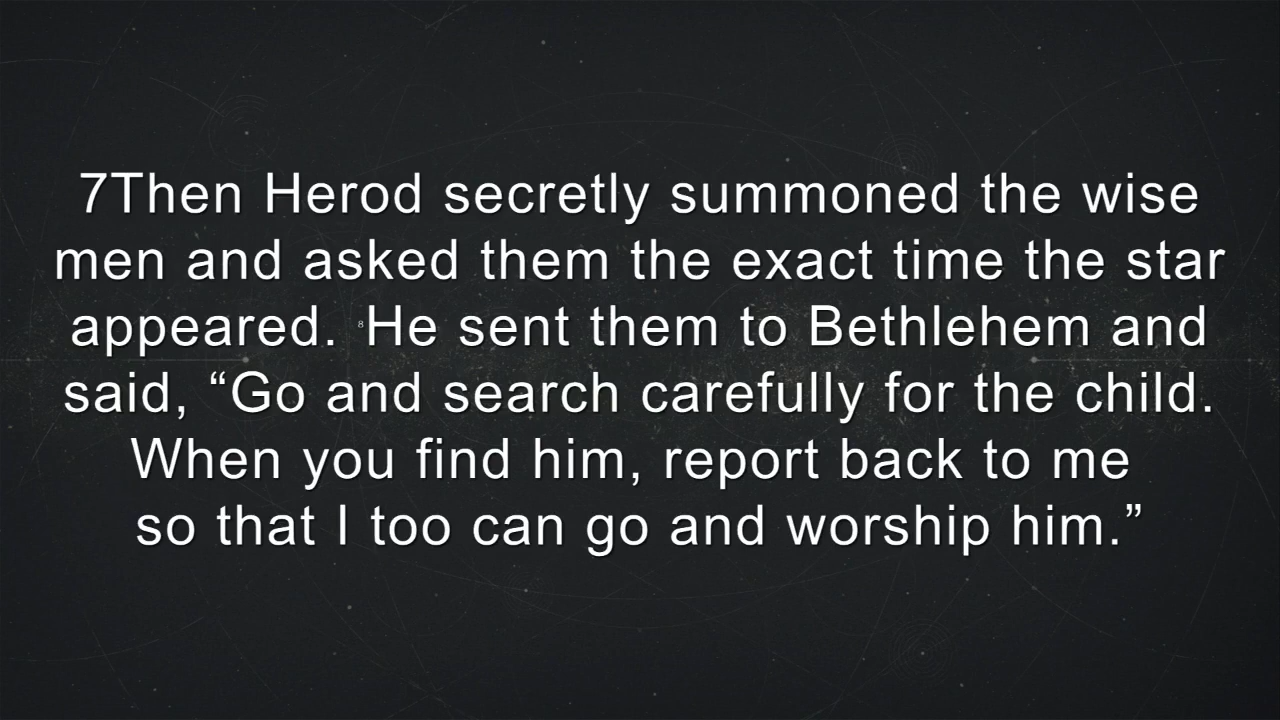 7Then Herod secretly summoned the wise
men and asked them the exact time the star
appeared. 8He sent them to Bethlehem and
said, “Go and search carefully for the child.
When you find him, report back to me
so that I too can go and worship him.”